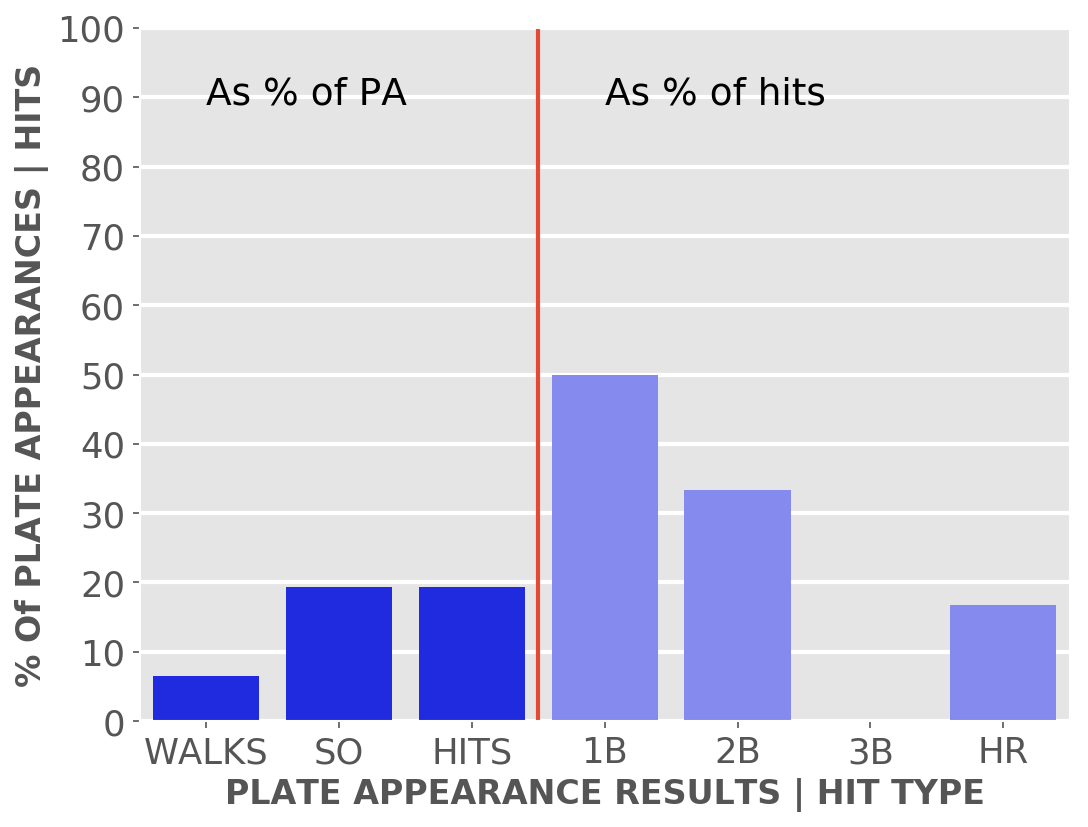 % Of PLATE APPEARANCES | HITS
100
90
80
70
60
50
40
30
20
10
0
As % of PA
As % of hits
WALKS SO HITS 1B 2B 3B HR
PLATE APPEARANCE RESULTS | HIT TYPE